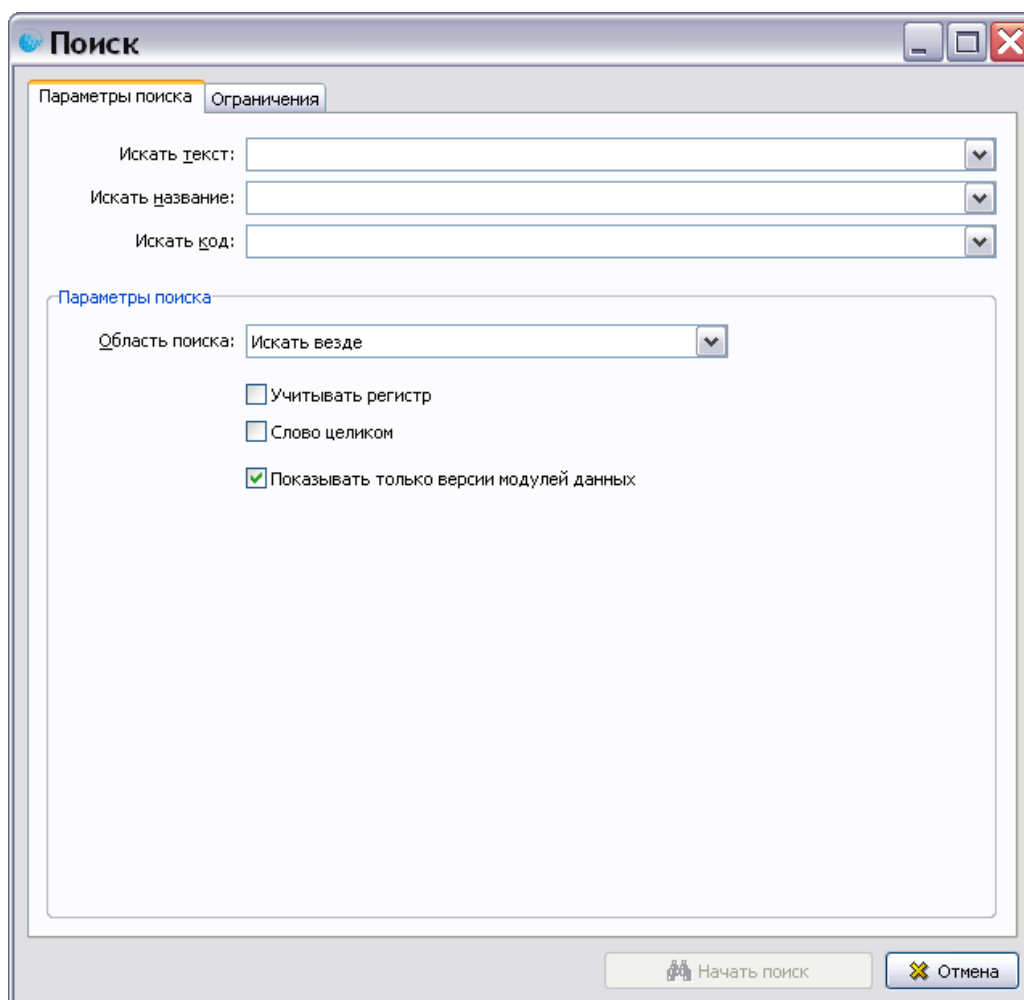 Поиск
Параметры поиска Ограничения
Искать текст:
Искать название:
Искать код:
Параметры поиска
Область поиска: Искать везде
Учитывать регистр
Слово целиком
Показывать только версии модулей данных
Начать поиск Отмена